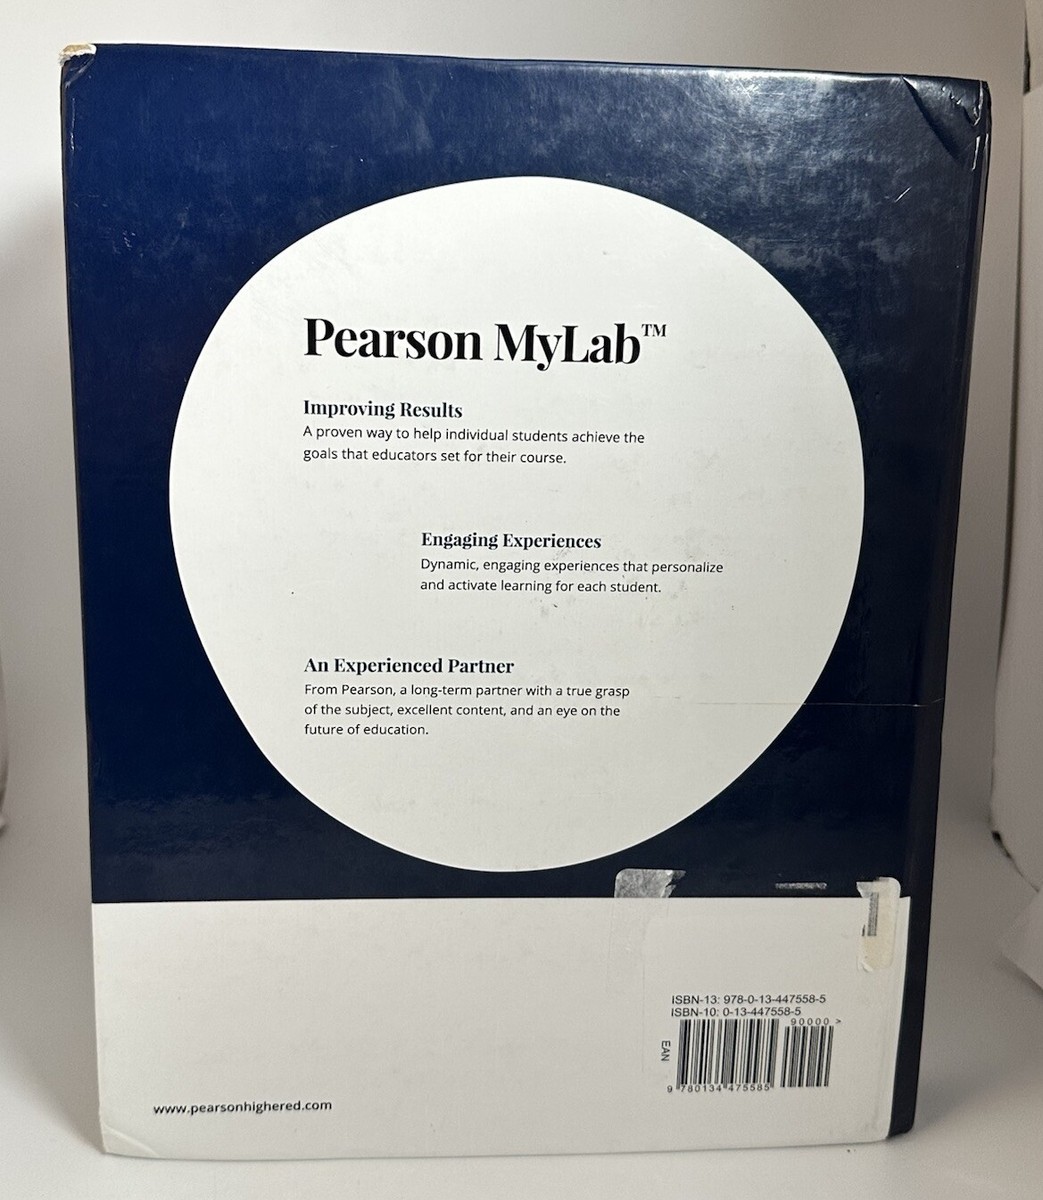 Pearson MyLab™
Improving Results
A proven way to help individual students achieve the
goals that educators set for their course.
Engaging Experiences
Dynamic, engaging experiences that personalize
and activate learning for each student.
An Experienced Partner
From Pearson, a long-term partner with a true grasp
of the subject, excellent content, and an eye on the
future of education.
ISBN-13: 978-0-13-447558-5
ISBN-10: 0-13-447558-5
90000 >
EAN
9 780134 475585
www.pearsonhighered.com